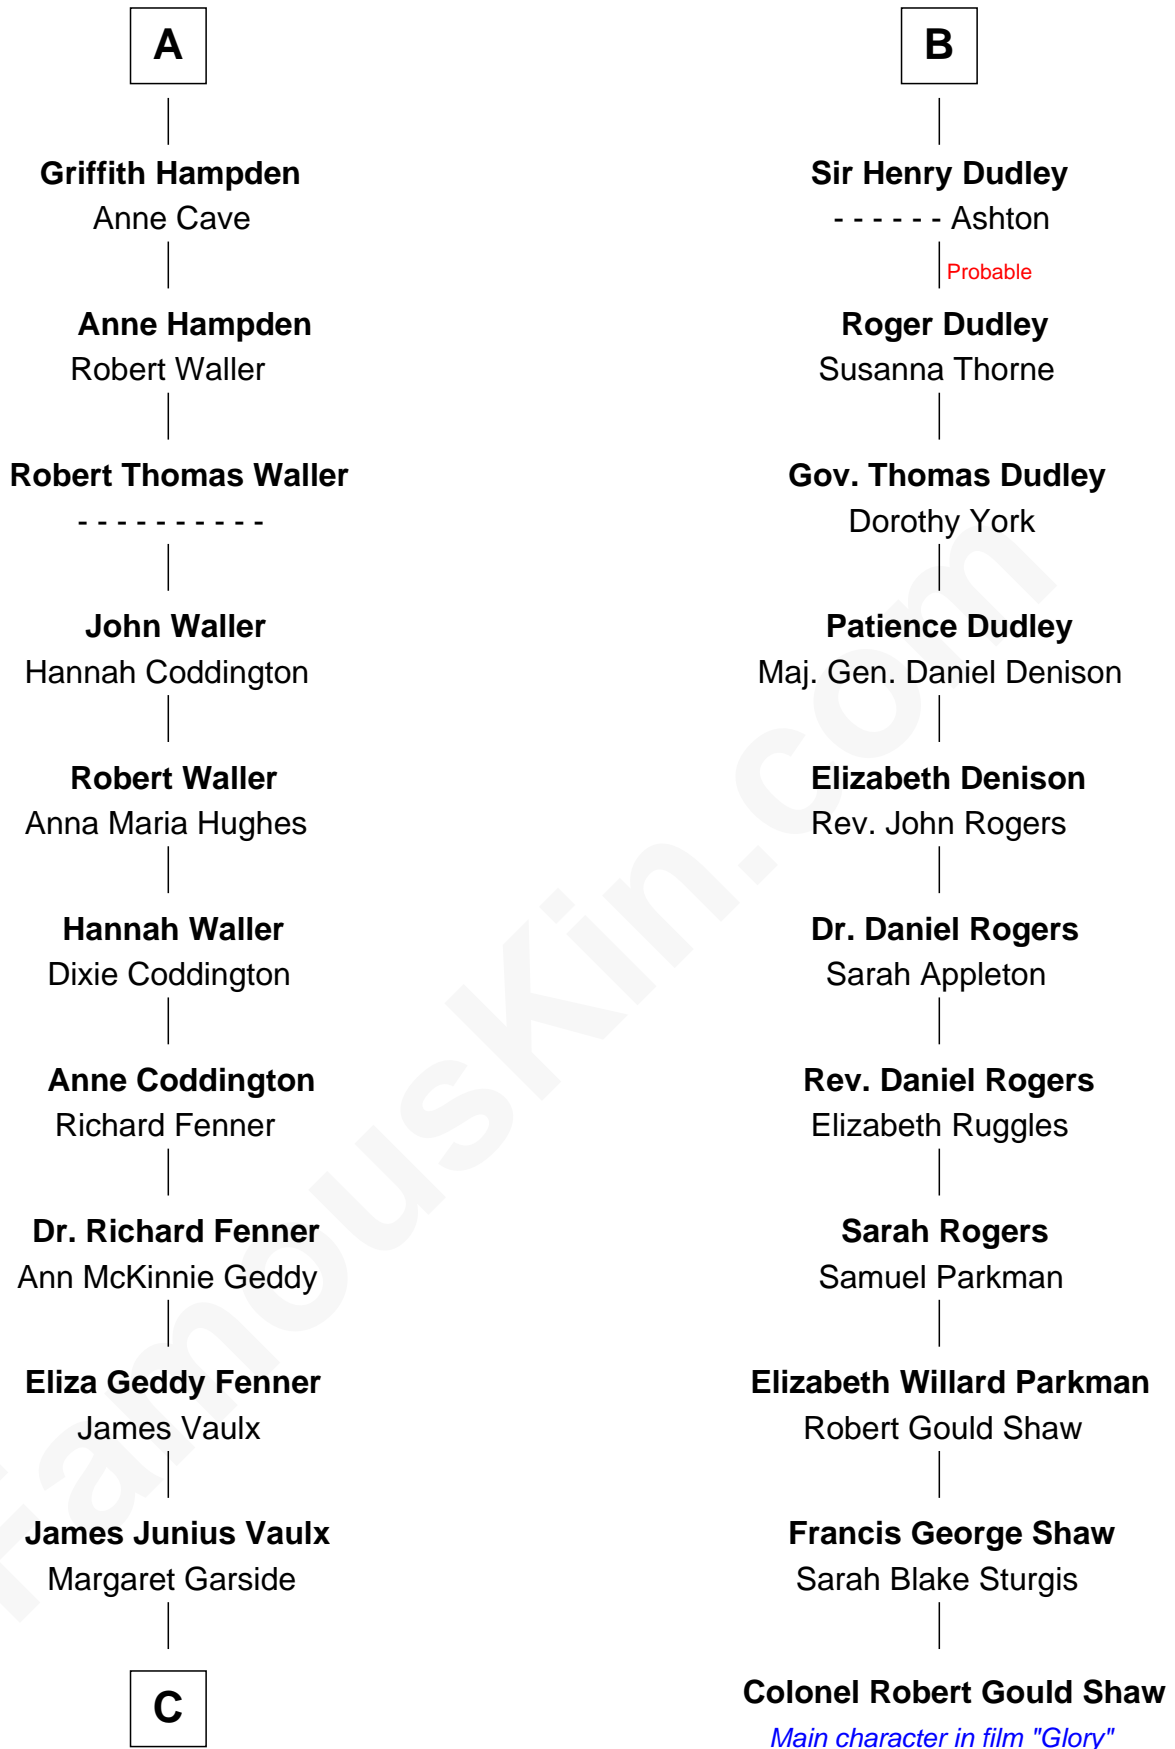 A
Griffith Hampden
Anne Cave
Anne Hampden
Robert Waller
Robert Thomas Waller
- - - - - - - - - -
John Waller
Hannah Coddington
Robert Waller
Anna Maria Hughes
Hannah Waller
Dixie Coddington
Anne Coddington
Richard Fenner
Dr. Richard Fenner
Ann McKinnie Geddy
Eliza Geddy Fenner
James Vaulx
James Junius Vaulx
Margaret Garside
C
B
Sir Henry Dudley
- - - - - - Ashton
Probable
Roger Dudley
Susanna Thorne
Gov. Thomas Dudley
Dorothy York
Patience Dudley
Maj. Gen. Daniel Denison
Elizabeth Denison
Rev. John Rogers
Dr. Daniel Rogers
Sarah Appleton
Rev. Daniel Rogers
Elizabeth Ruggles
Sarah Rogers
Samuel Parkman
Elizabeth Willard Parkman
Robert Gould Shaw
Francis George Shaw
Sarah Blake Sturgis
Colonel Robert Gould Shaw
Main character in film "Glory"
FamousKin.com